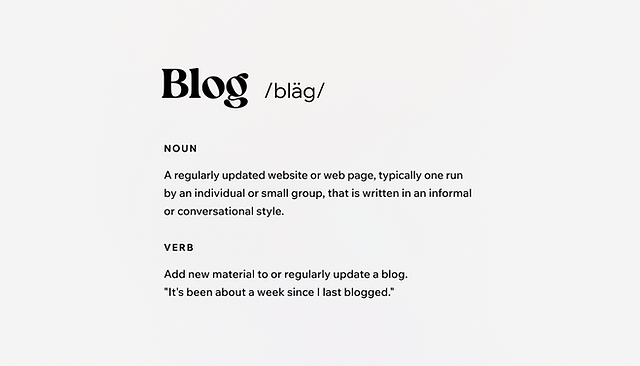 Blog /bläg/
NOUN
A regularly updated website or web page, typically one run
by an individual or small group, that is written in an informal
or conversational style.
VERB
Add new material to or regularly update a blog.
"It's been about a week since I last blogged."